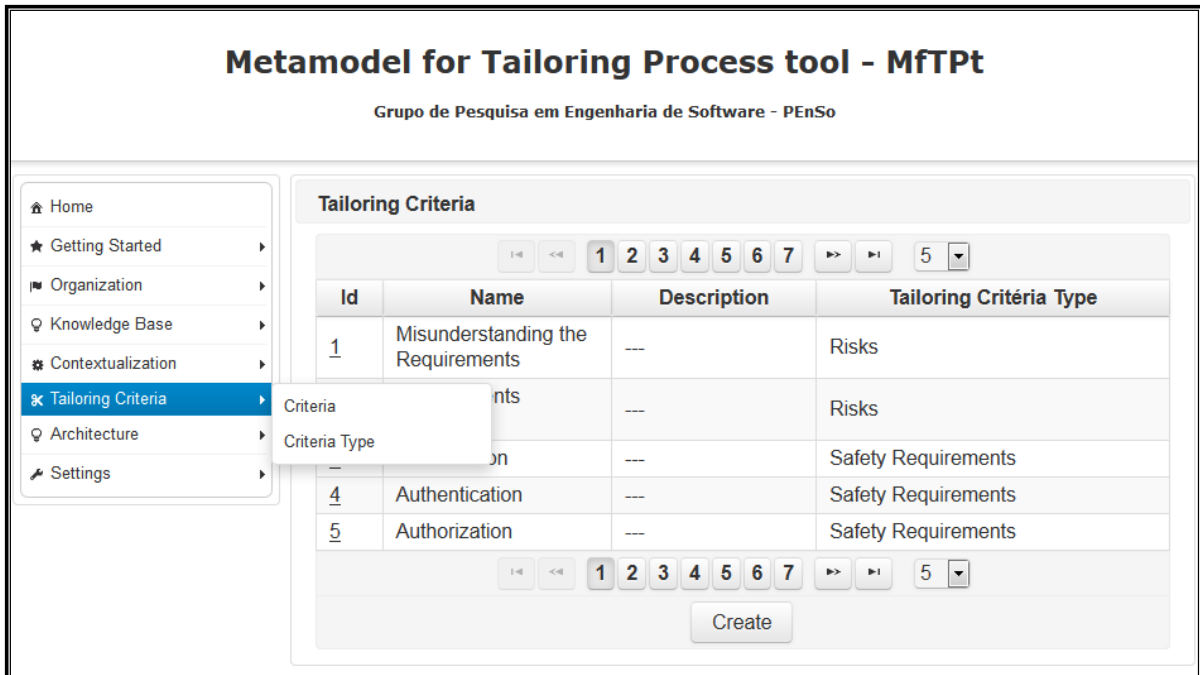 Metamodel for Tailoring Process tool - MfTPt
Grupo de Pesquisa em Engenharia de Software - PEnSo
Home
Getting Started
Organization
Knowledge Base
Contextualization
Tailoring Criteria
Architecture
Settings
Criteria
Criteria Type
Tailoring Criteria
1 2 3 4 5 6 7 5
Id Name Description Tailoring Critéria Type
1 Misunderstanding the
Requirements --- Risks
--- Risks
--- Safety Requirements
4 Authentication --- Safety Requirements
5 Authorization --- Safety Requirements
1 2 3 4 5 6 7 5
Create